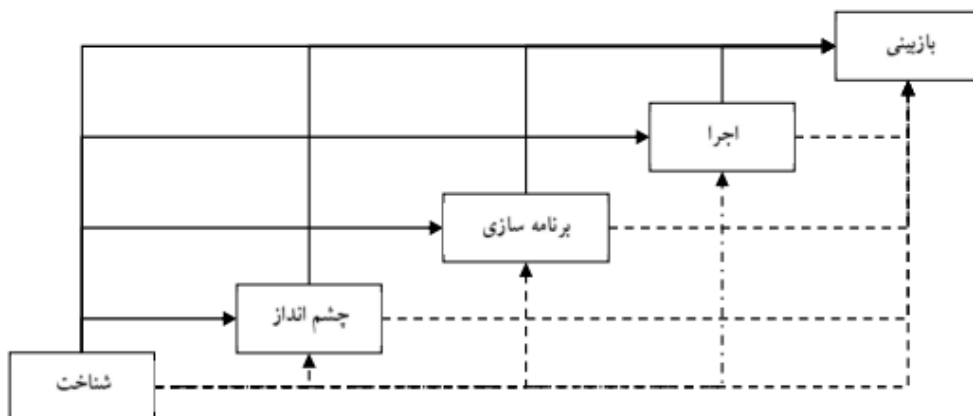 بازبینی
اجرا
برنامه سازی
چشم انداز
شناخت